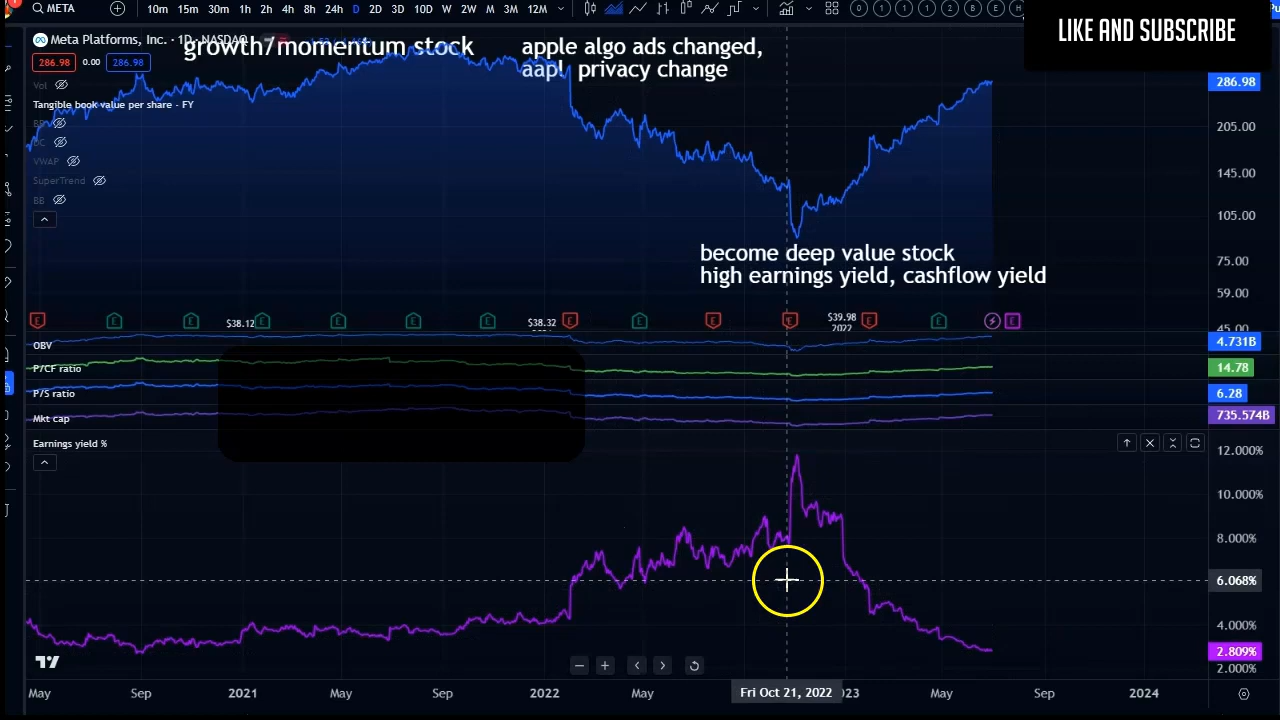 META 10m 15m 30m 1h 2h 4h 8h 24h D 2D 3D 10D W 2W M 3M 12M
LIKE AND SUBSCRIBE
Meta Platforms, Inc. · 1D · NASDAQ
growth7momentum stock
apple algo ads changed,
aapl privacy change
286.98 0.00 286.98
Vol
Tangible book value per share · FY
VWAP
SuperTrend
BB
286.98
205.00
145.00
105.00
75.00
59.00
45.00
become deep value stock
high earnings yield, cashflow yield
E E E $38.12 E E E E $38.32 E E E E $39.98 E E E
2022
OBV 4.731B
P/CF ratio 14.78
P/S ratio 6.28
Mkt cap 735.574B
Earnings yield %
12.000%
10.000%
8.000%
6.068%
4.000%
2.809%
2.000%
May Sep 2021 May Sep 2022 May Fri Oct 21, 2022 023 May Sep 2024